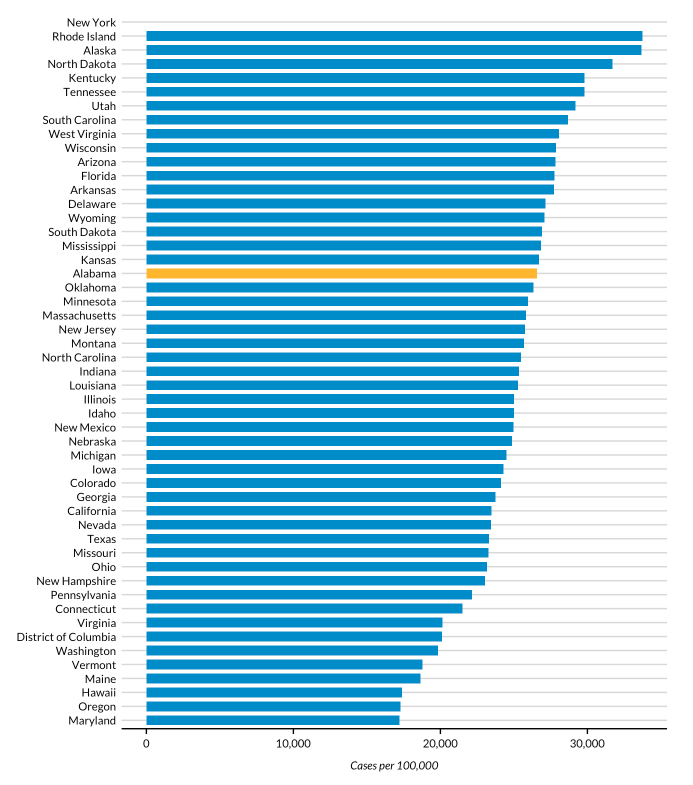 New York
Rhode Island
Alaska
North Dakota
Kentucky
Tennessee
Utah
South Carolina
West Virginia
Wisconsin
Arizona
Florida
Arkansas
Delaware
Wyoming
South Dakota
Mississippi
Kansas
Alabama
Oklahoma
Minnesota
Massachusetts
New Jersey
Montana
North Carolina
Indiana
Louisiana
Illinois
Idaho
New Mexico
Nebraska
Michigan
Iowa
Colorado
Georgia
California
Nevada
Texas
Missouri
Ohio
New Hampshire
Pennsylvania
Connecticut
Virginia
District of Columbia
Washington
Vermont
Maine
Hawaii
Oregon
Maryland
0 10,000 20,000 30,000
Cases per 100,000